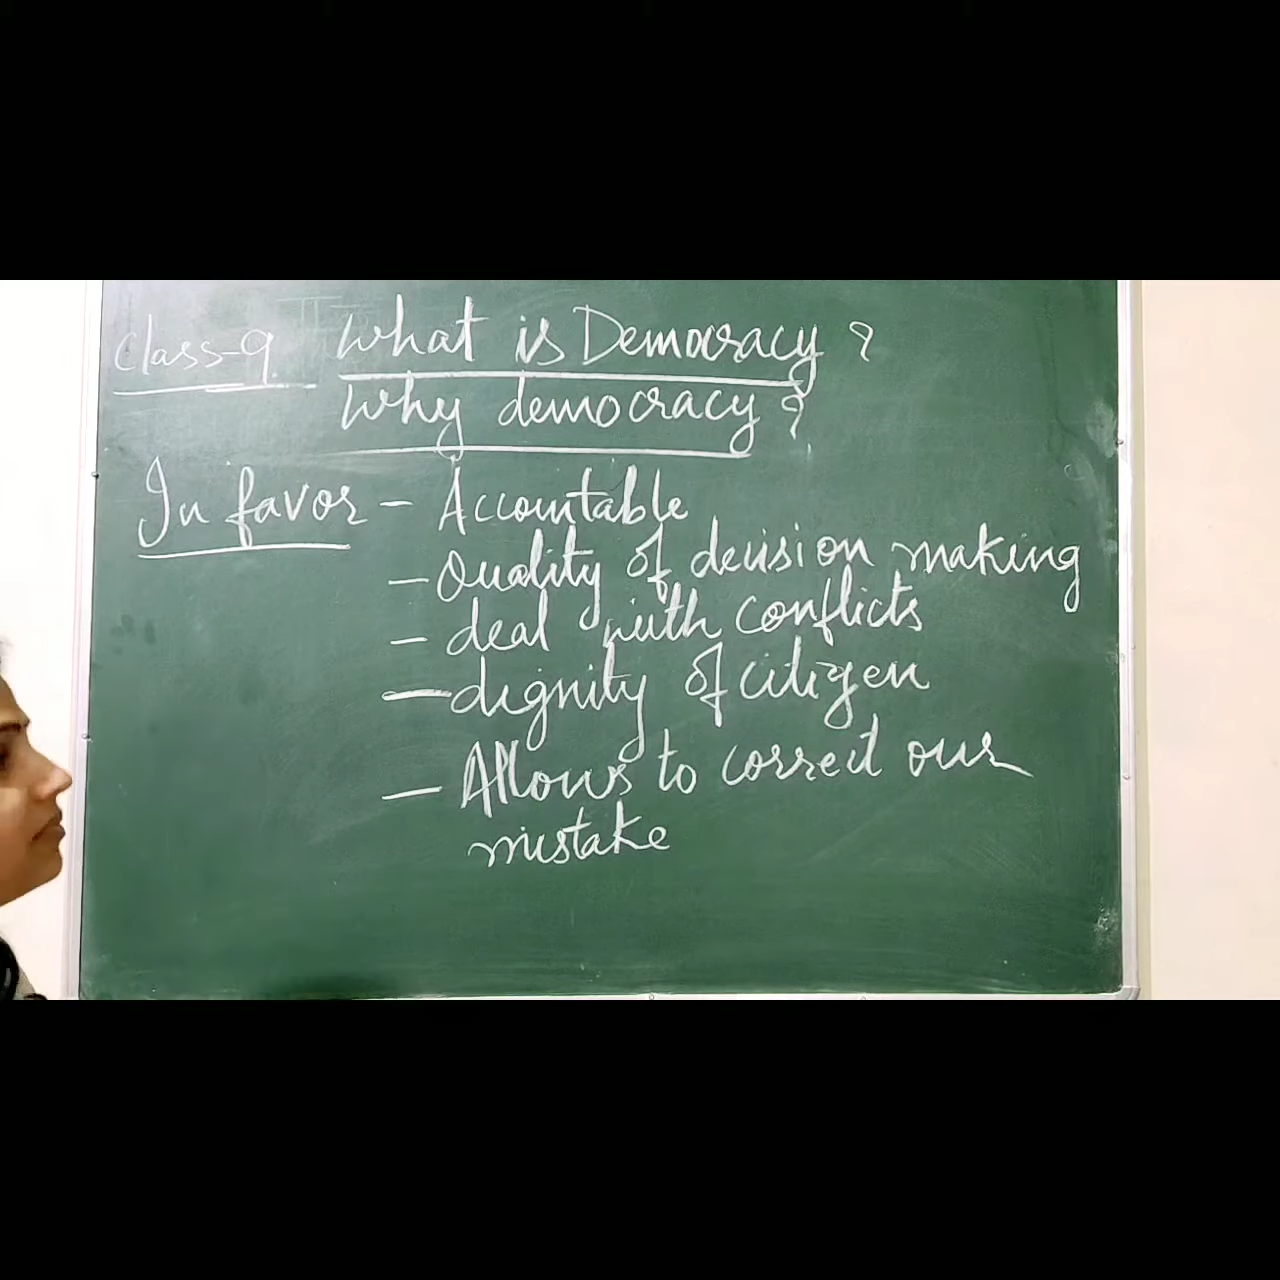 Class-9. What is Democracy ?
Why democracy ?
In favor – Accountable
– Quality of decision making
– deal with conflicts
– dignity of citizen
– Allows to correct our
mistake